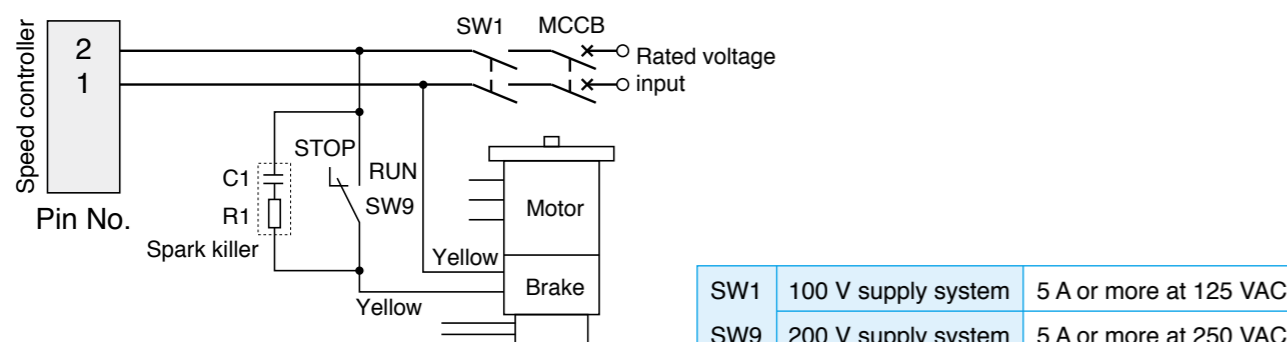 SW1 MCCB
Speed controller
2
1
Rated voltage
input
STOP
RUN
C1
R1
SW9
Motor
Pin No.
Spark killer
Yellow
Brake
Yellow
SW1 100 V supply system 5 A or more at 125 VAC
SW9 200 V supply system 5 A or more at 250 VAC